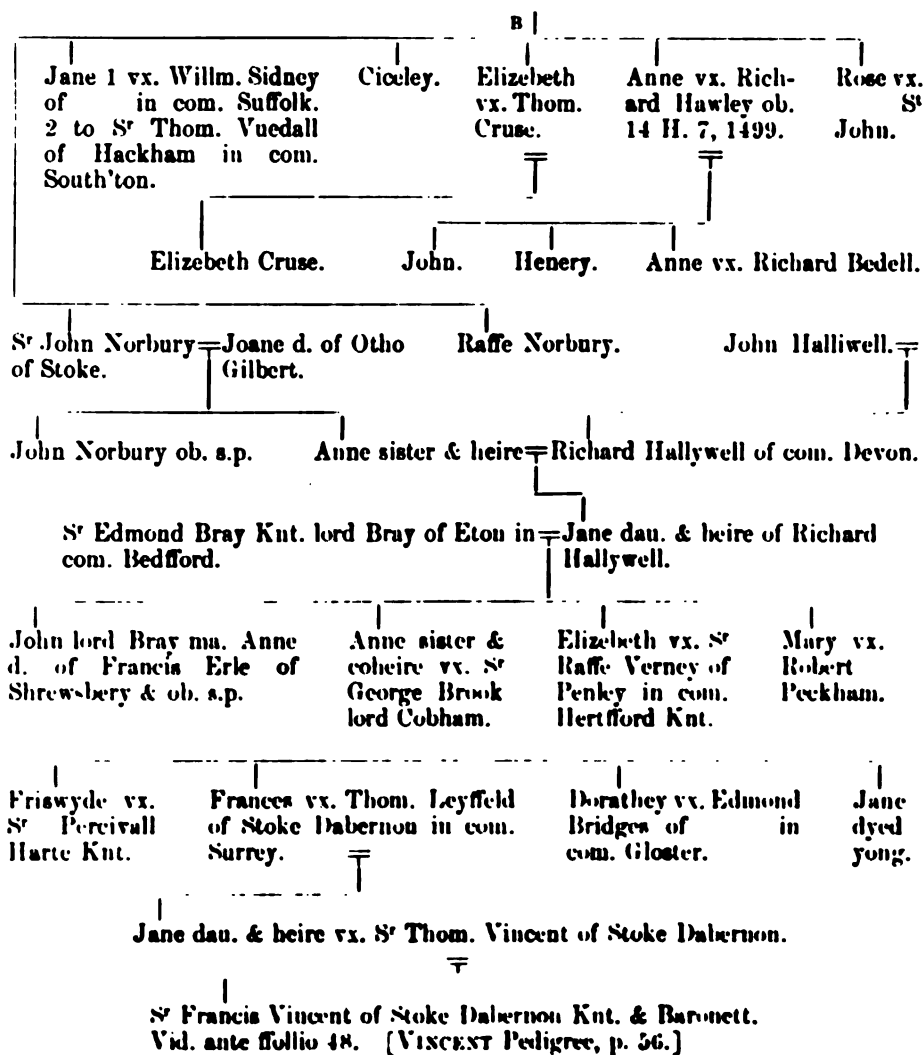 B
Jane 1 vx. Willm. Sidney
of in com. Suffolk.
2 to Sr Thom. Vuedall
of Hackham in com.
South'ton.
Ciceley.
Elizebeth
vx. Thom.
Cruse.
Anne vx. Rich-
ard Hawley ob.
14 H. 7, 1499.
Rose vx.
St
John.
Elizebeth Cruse.
John.
Henery.
Anne vx. Richard Bedell.
Sr John Norbury
of Stoke.
Joane d. of Otho
Gilbert.
Raffe Norbury.
John Halliwell.
John Norbury ob. s.p.
Anne sister & heire
Richard Hallywell of com. Devon.
Sr Edmond Bray Knt. lord Bray of Eton in
com. Bedfford.
Jane dau. & heire of Richard
Hallywell.
John lord Bray ma. Anne
d. of Francis Erle of
Shrewsbery & ob. s.p.
Anne sister &
coheire vx. Sr
George Brook
lord Cobham.
Elizebeth vx. Sr
Raffe Verney of
Penley in com.
Hertfford Knt.
Mary vx.
Robert
Peckham.
Friswyde vx.
Sr Percivall
Harte Knt.
Frances vx. Thom. Leyffeld
of Stoke Dabernon in com.
Surrey.
Dorathey vx. Edmond
Bridges of in
com. Gloster.
Jane
dyed
yong.
Jane dau. & heire vx. Sr Thom. Vincent of Stoke Dabernon.
Sr Francis Vincent of Stoke Dabernon Knt. & Baronett.
Vid. ante ffollio 48. [VINCENT Pedigree, p. 56.]